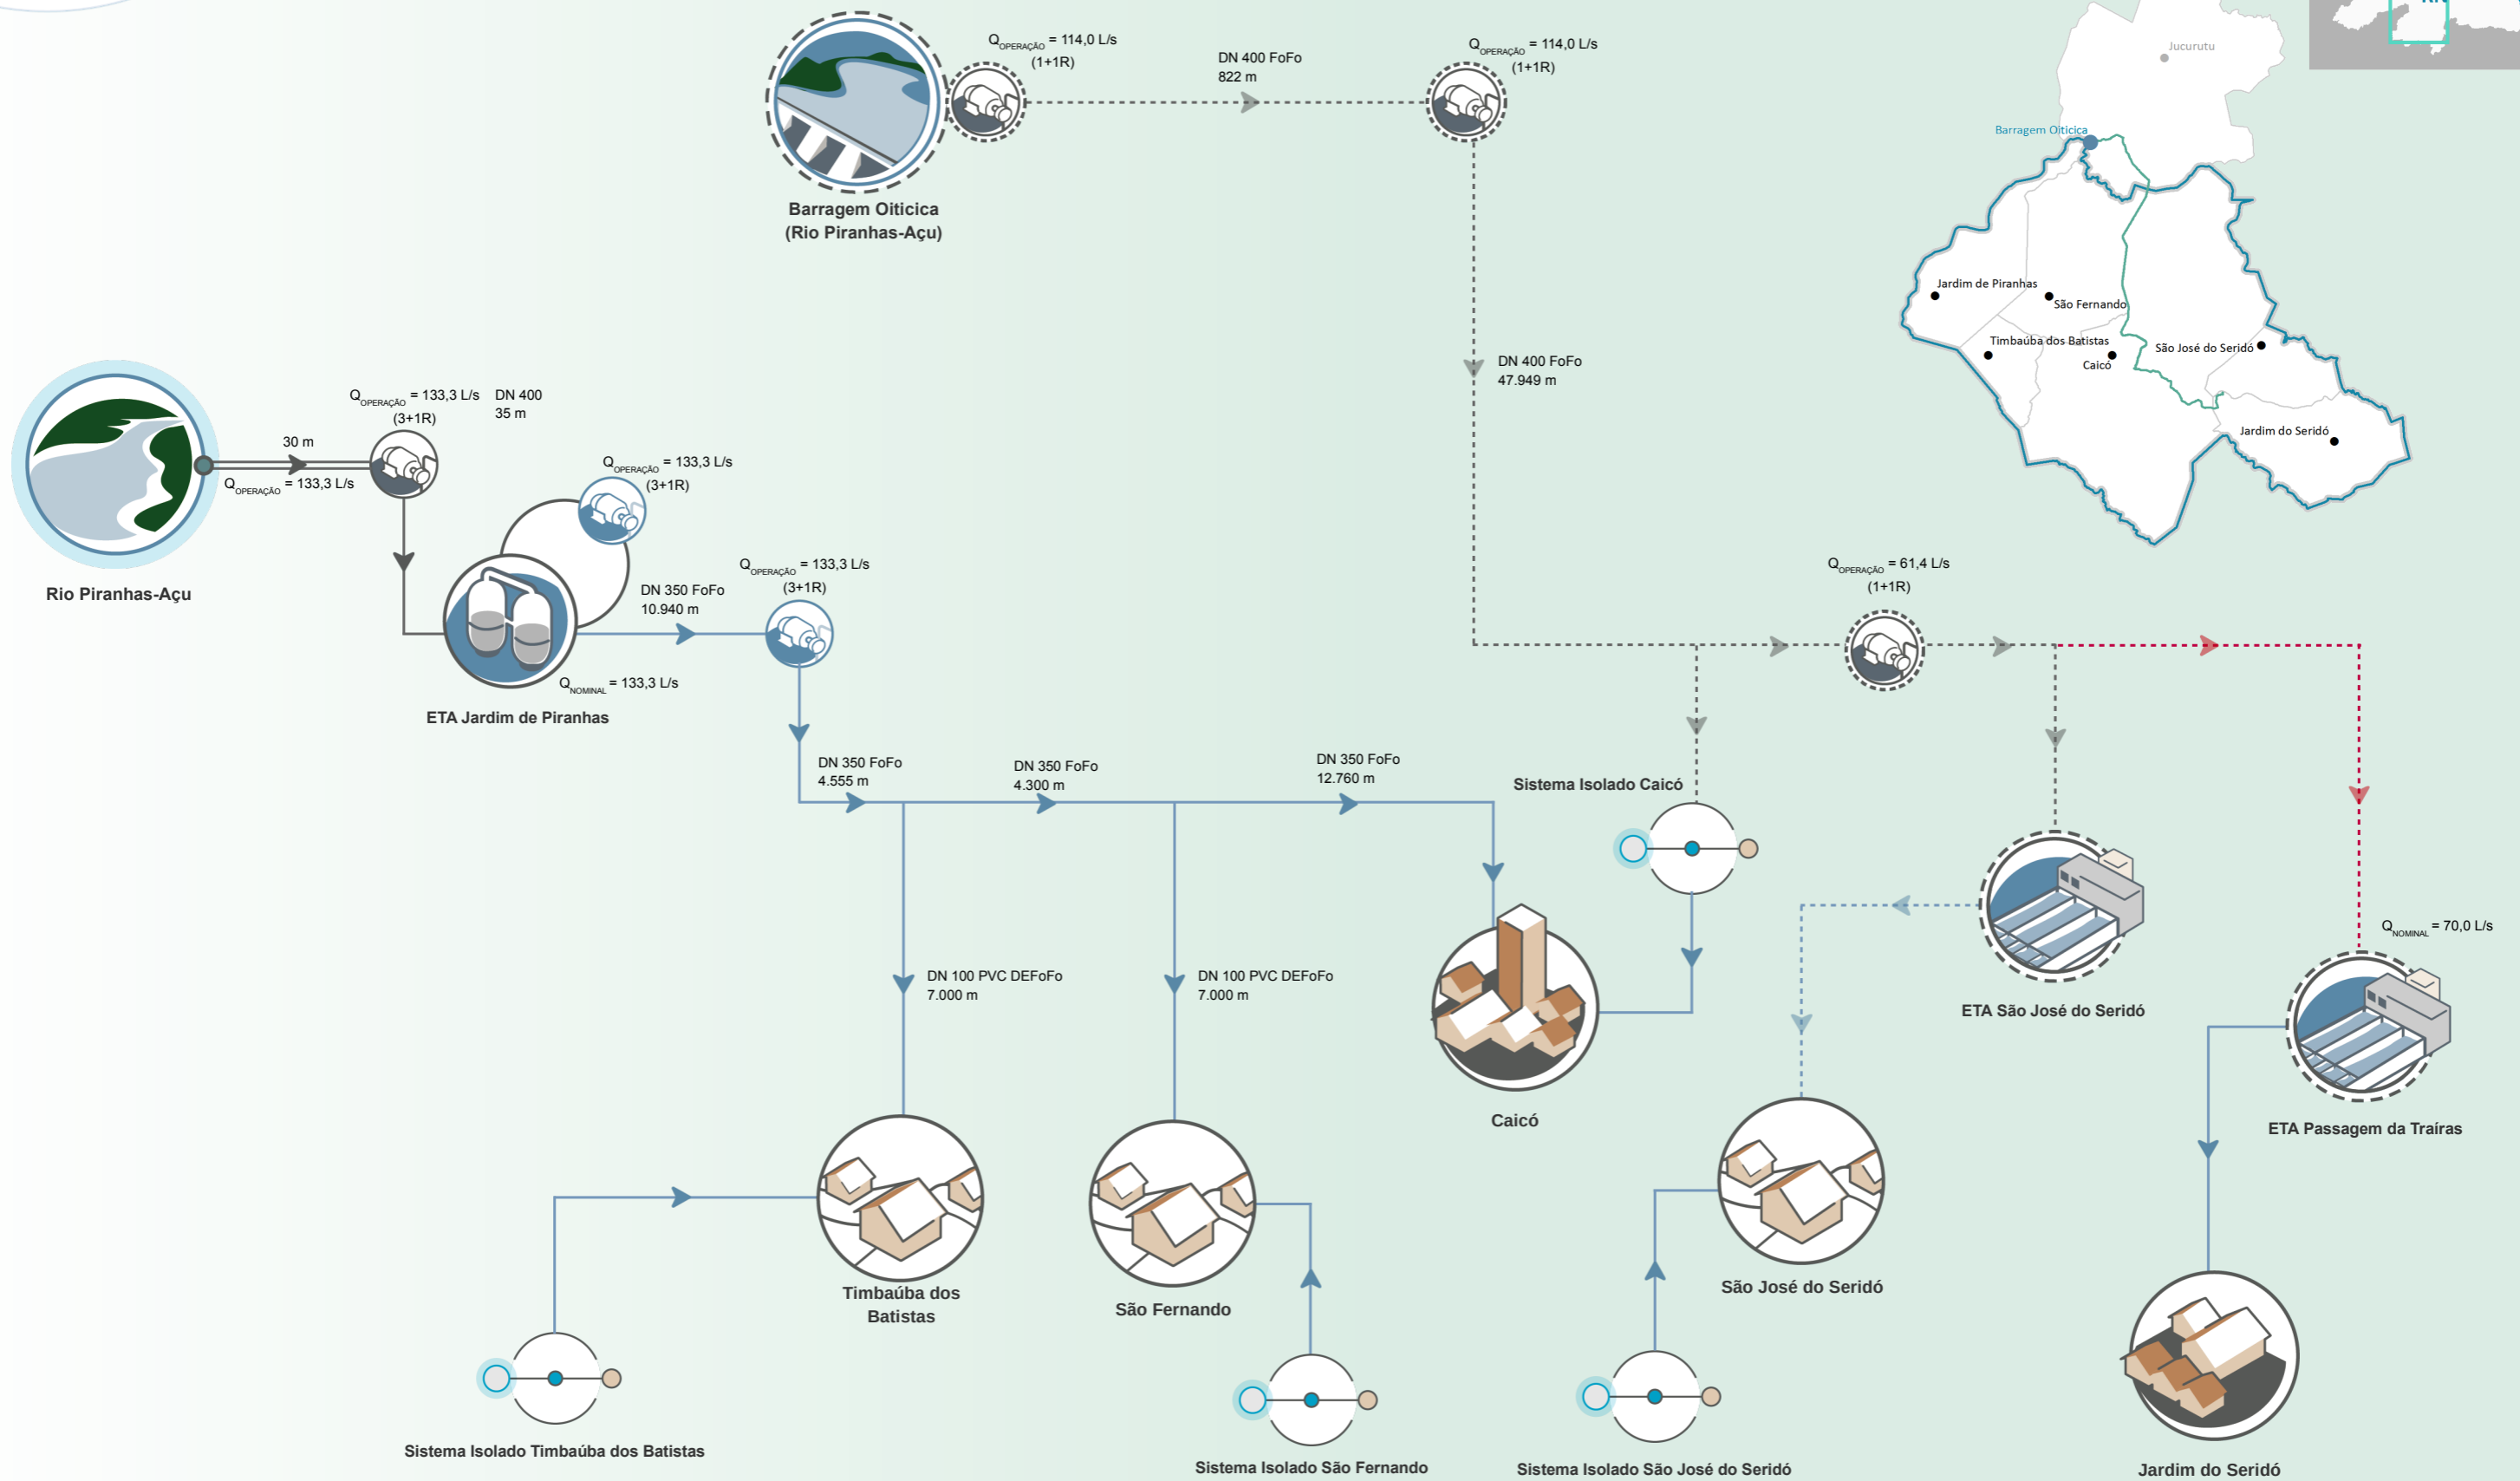 RN
Jucurutu
Barragem Oiticica
Jardim de Piranhas
São Fernando
Timbaúba dos Batistas
Caicó
São José do Seridó
Jardim do Seridó
Q OPERAÇÃO = 114,0 L/s
(1+1R)
DN 400 FoFo
822 m
Q OPERAÇÃO = 114,0 L/s
(1+1R)
Barragem Oiticica
(Rio Piranhas-Açu)
DN 400 FoFo
47.949 m
Q OPERAÇÃO = 133,3 L/s
(3+1R)
DN 400
35 m
30 m
Q OPERAÇÃO = 133,3 L/s
Rio Piranhas-Açu
Q OPERAÇÃO = 133,3 L/s
(3+1R)
DN 350 FoFo
10.940 m
Q OPERAÇÃO = 133,3 L/s
(3+1R)
Q NOMINAL = 133,3 L/s
ETA Jardim de Piranhas
Q OPERAÇÃO = 61,4 L/s
(1+1R)
DN 350 FoFo
4.555 m
DN 350 FoFo
4.300 m
DN 350 FoFo
12.760 m
Sistema Isolado Caicó
DN 100 PVC DEFoFo
7.000 m
DN 100 PVC DEFoFo
7.000 m
Caicó
ETA São José do Seridó
Q NOMINAL = 70,0 L/s
ETA Passagem da Traíras
Timbaúba dos
Batistas
São Fernando
São José do Seridó
Sistema Isolado Timbaúba dos Batistas
Sistema Isolado São Fernando
Sistema Isolado São José do Seridó
Jardim do Seridó